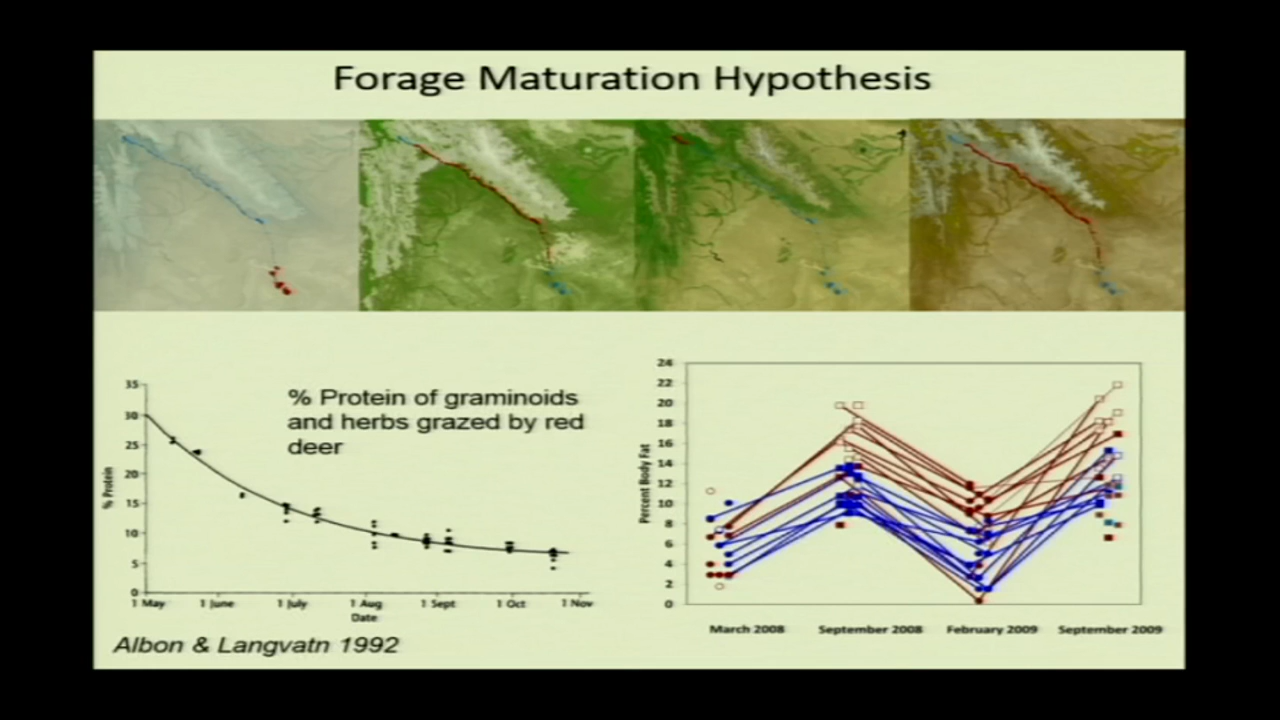 Forage Maturation Hypothesis
% Protein of graminoids
and herbs grazed by red
deer
35
30
25
20
15
10
5
0
% Protein
1 May
1 June
1 July
1 Aug
1 Sept
1 Oct
1 Nov
Date
Albon & Langvatn 1992
24
22
20
18
16
14
12
10
8
6
4
2
0
Percent Body Fat
March 2008
September 2008
February 2009
September 2009